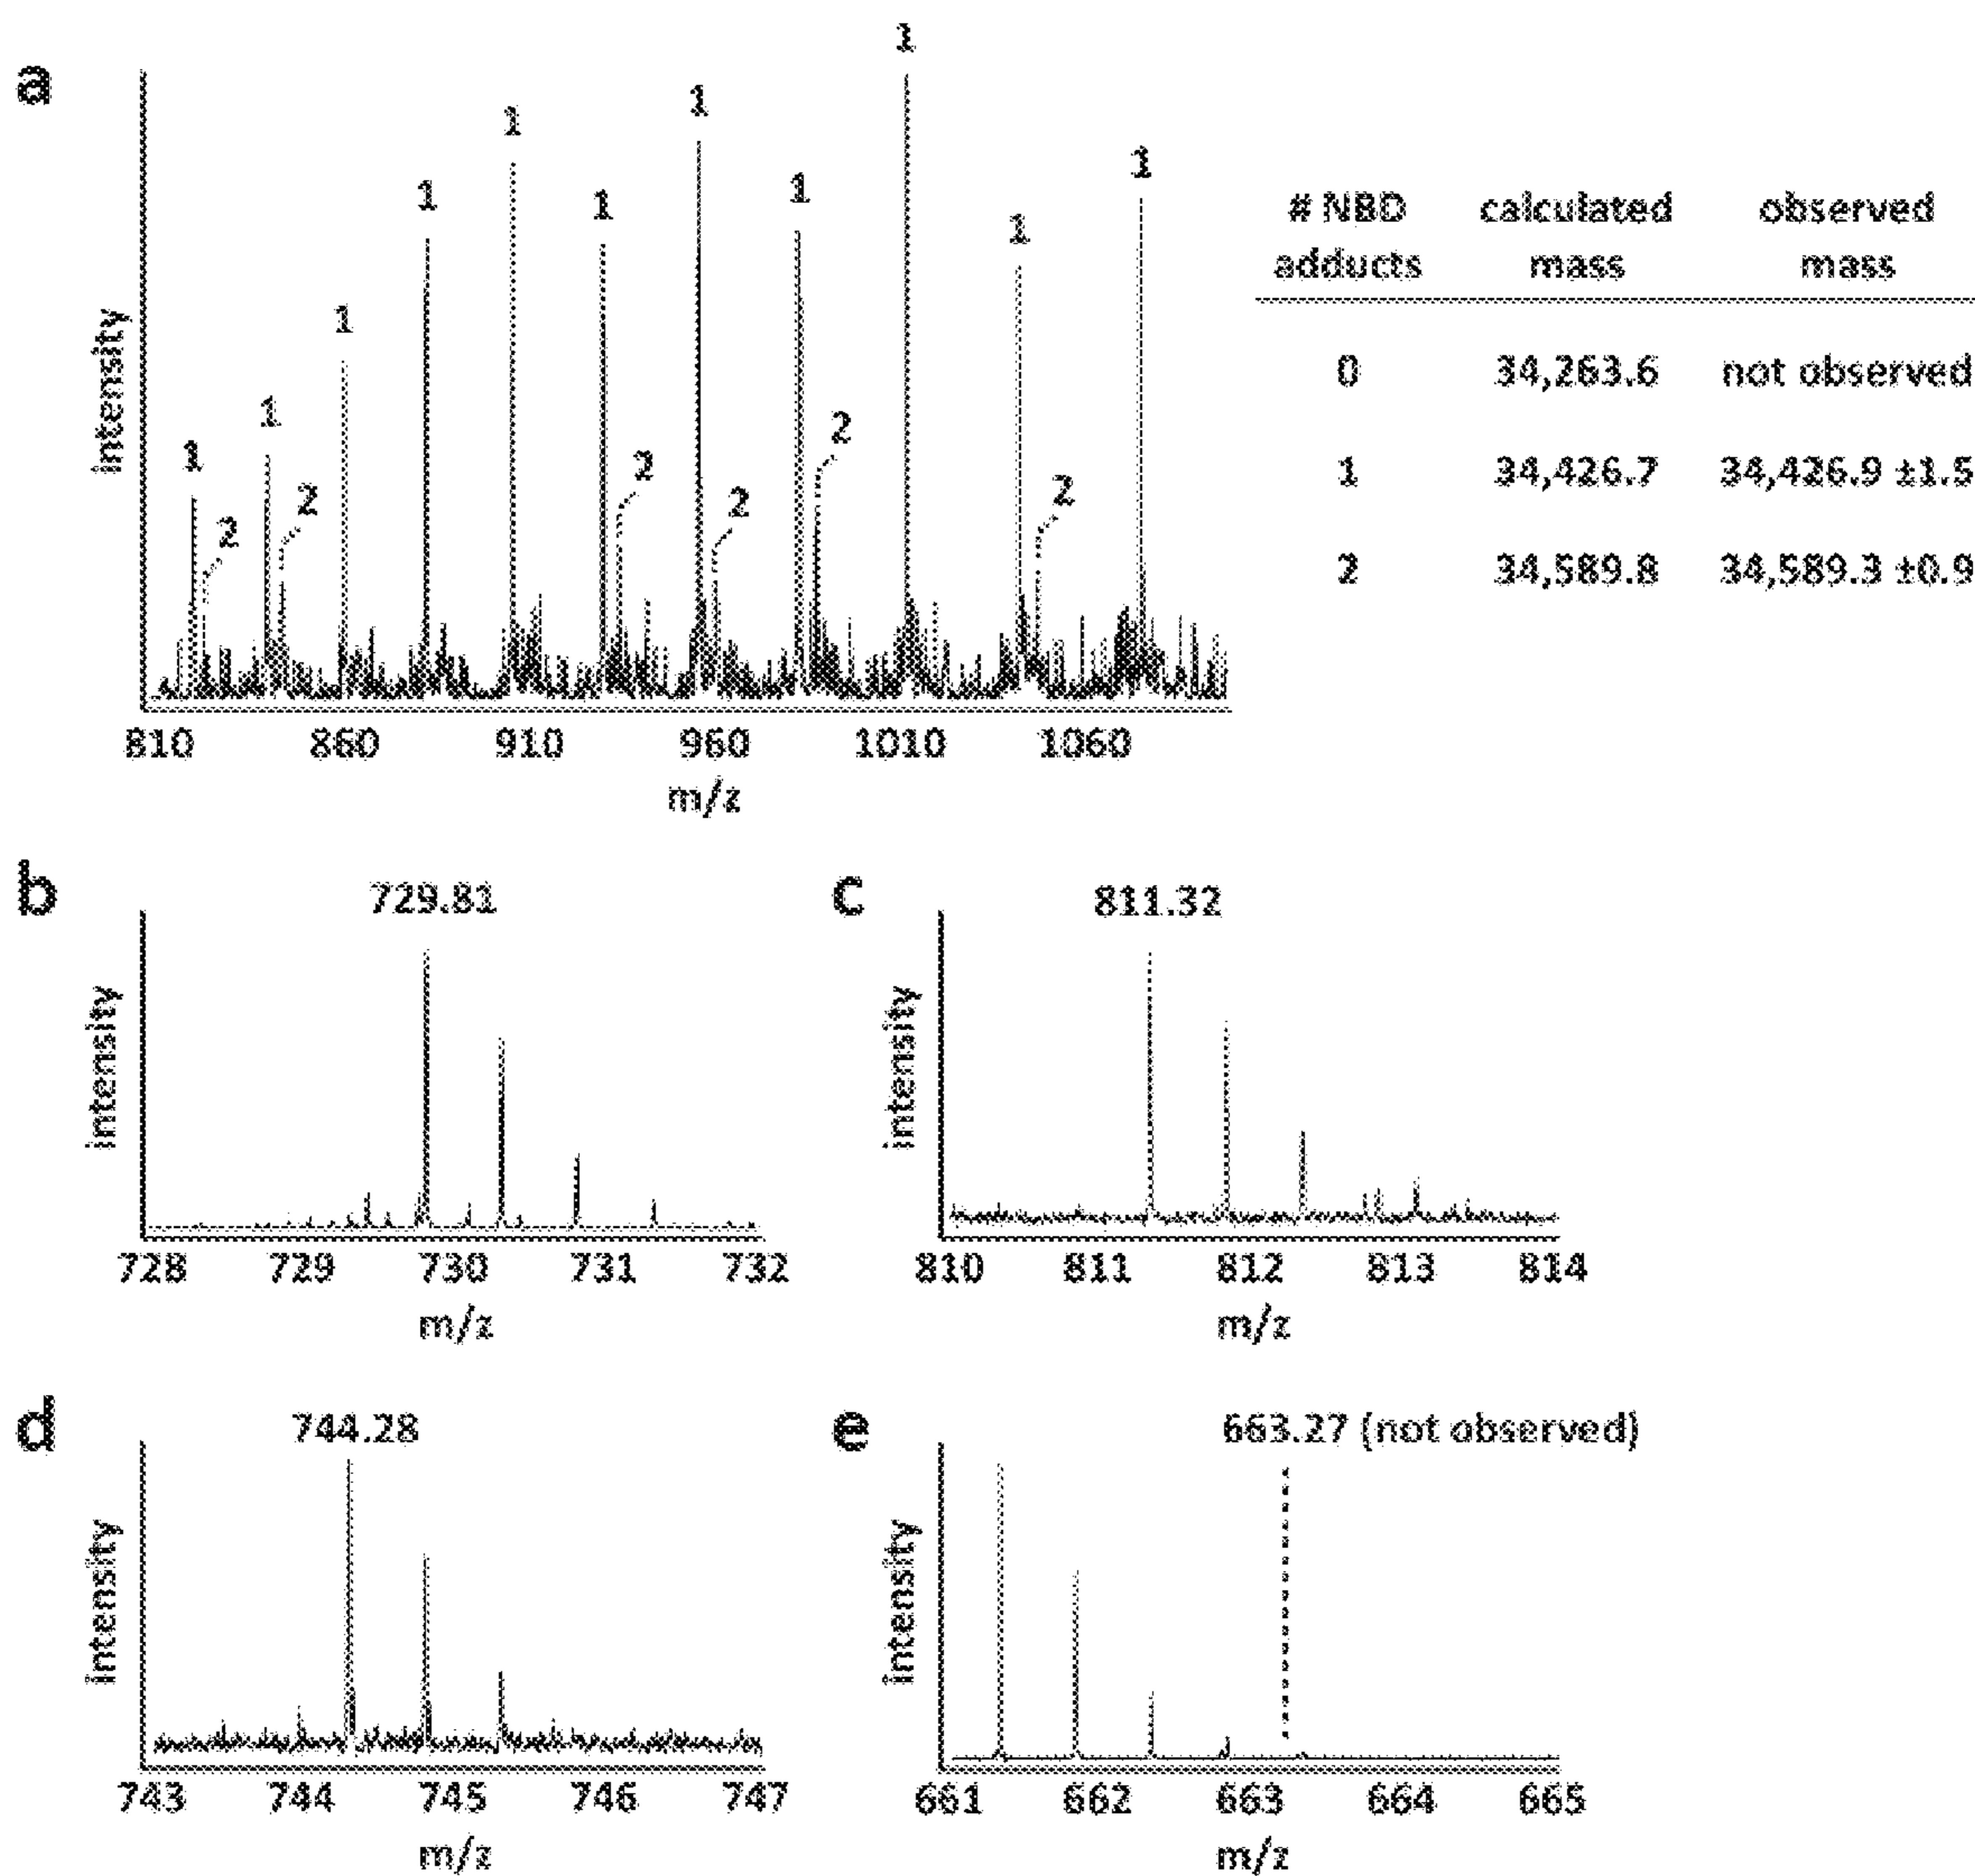 a
1
1
1
1
1
1
1
1
1
1
1
2
2
2
2
2
2
intensity
810 860 910 960 1010 1060
m/z
# NBD adducts calculated mass observed mass
0 34,263.6 not observed
1 34,426.7 34,426.9 ±1.5
2 34,589.8 34,589.3 ±0.9
b
729.81
intensity
728 729 730 731 732
m/z
c
811.32
intensity
810 811 812 813 814
m/z
d
744.28
intensity
743 744 745 746 747
m/z
e
663.27 (not observed)
intensity
661 662 663 664 665
m/z